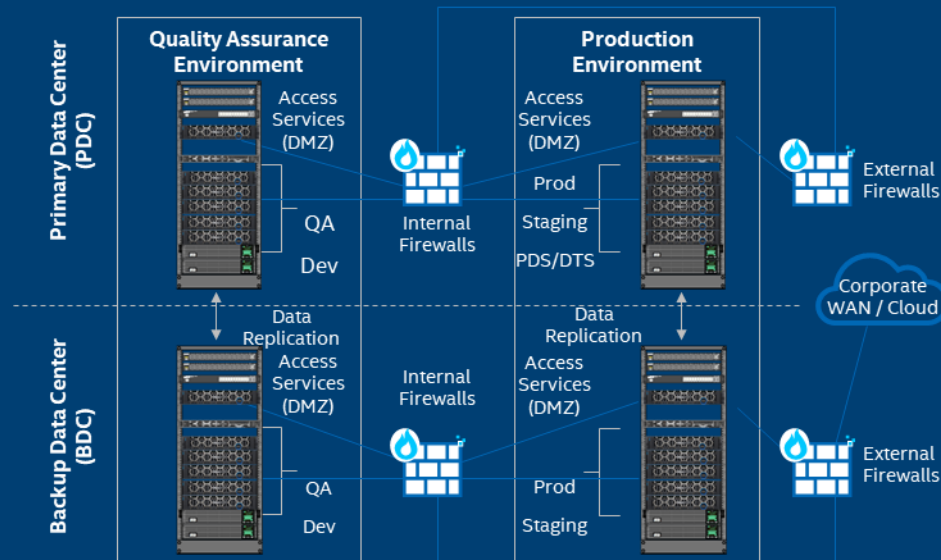 Primary Data Center
(PDC)
Quality Assurance
Environment
Access
Services
(DMZ)
QA
Dev
Internal
Firewalls
Production
Environment
Access
Services
(DMZ)
Prod
Staging
PDS/DTS
External
Firewalls
Corporate
WAN / Cloud
Data
Replication
Data
Replication
Backup Data Center
(BDC)
Access
Services
(DMZ)
QA
Dev
Internal
Firewalls
Access
Services
(DMZ)
Prod
Staging
External
Firewalls